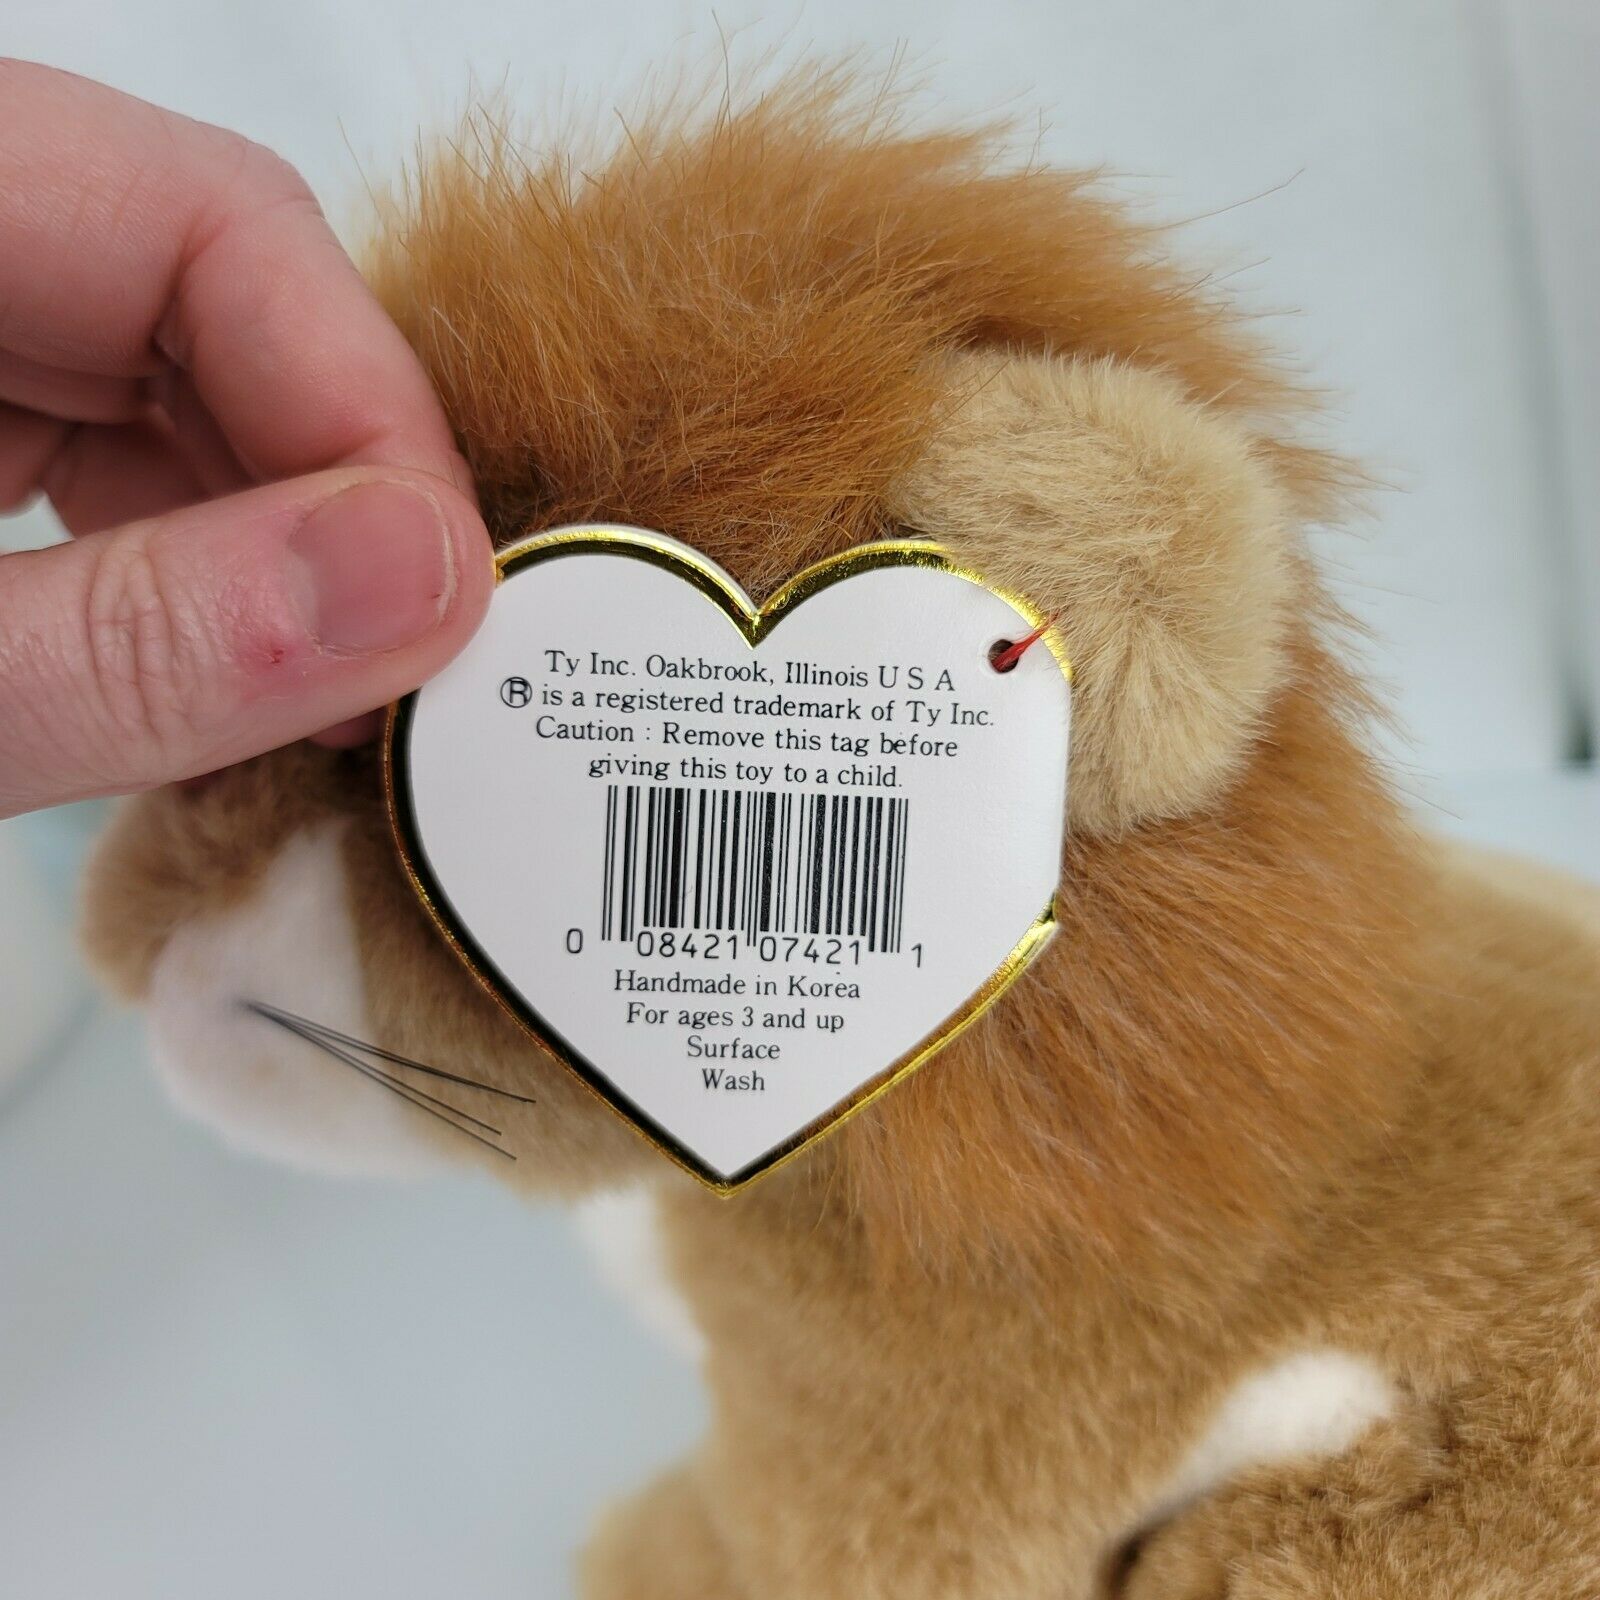 Ty Inc. Oakbrook, Illinois U S A
® is a registered trademark of Ty Inc.
Caution : Remove this tag before
giving this toy to a child.
0 08421 07421 1
Handmade in Korea
For ages 3 and up
Surface
Wash